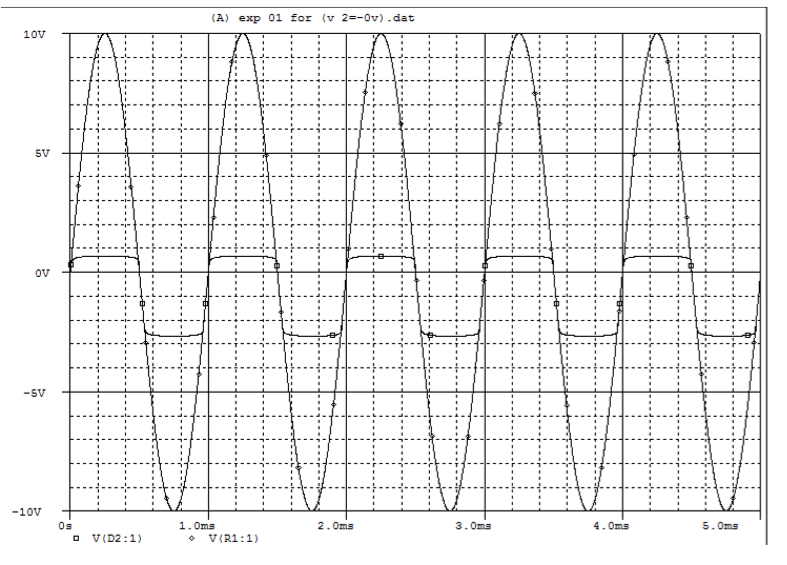 (A) exp 01 for (v 2=-0v).dat
10V
5V
0V
-5V
-10V
0s 1.0ms 2.0ms 3.0ms 4.0ms 5.0ms
V(D2:1) V(R1:1)